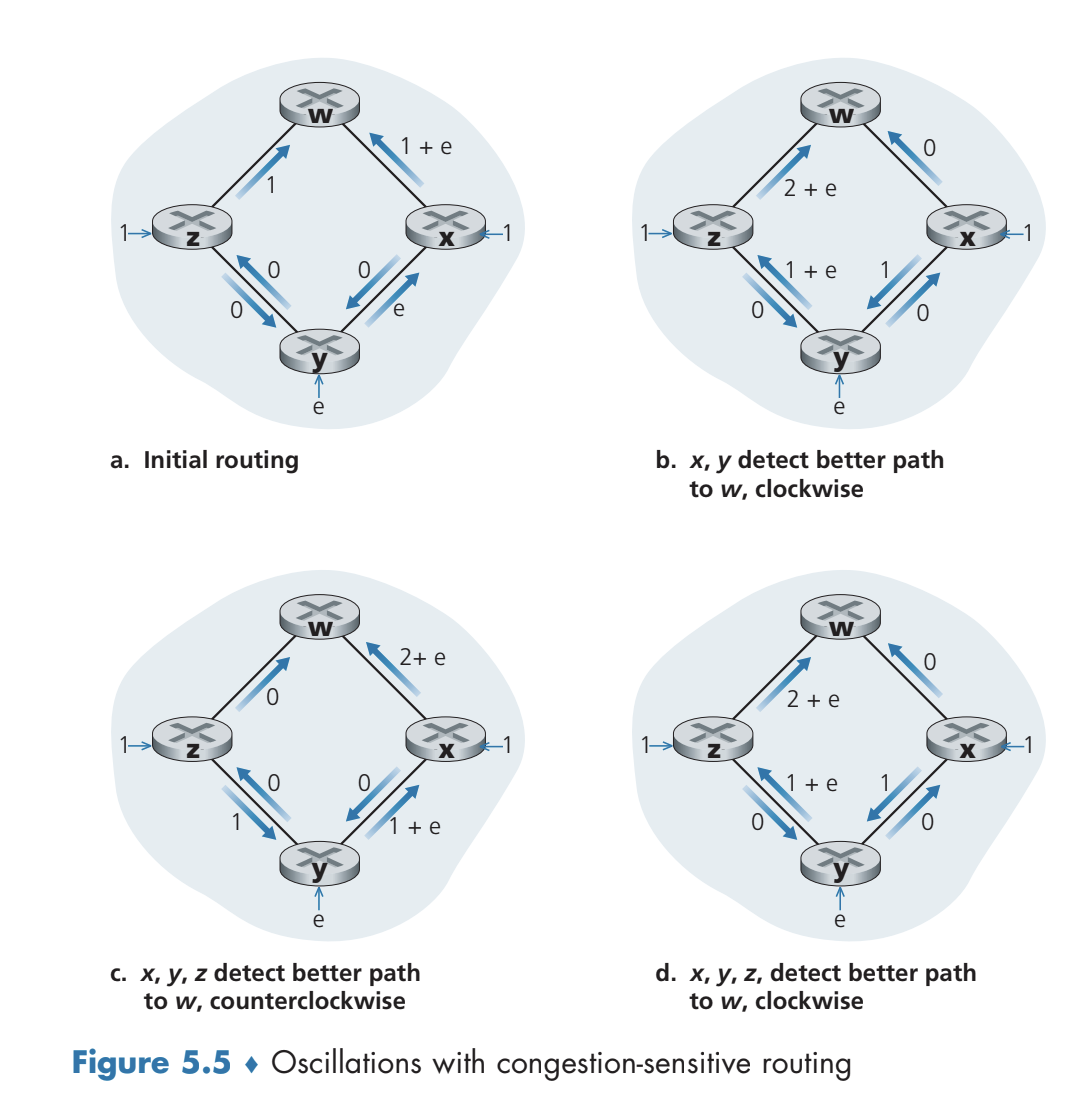 w
1 + e
1
1
z
x
1
0
0
0
e
y
e
a. Initial routing
w
0
2 + e
1
z
x
1
1 + e
1
0
0
y
e
b. x, y detect better path
to w, clockwise
w
2+ e
0
1
z
x
1
0
0
1
1 + e
y
e
c. x, y, z detect better path
to w, counterclockwise
w
0
2 + e
1
z
x
1
1 + e
1
0
0
y
e
d. x, y, z, detect better path
to w, clockwise
Figure 5.5 ♦ Oscillations with congestion-sensitive routing